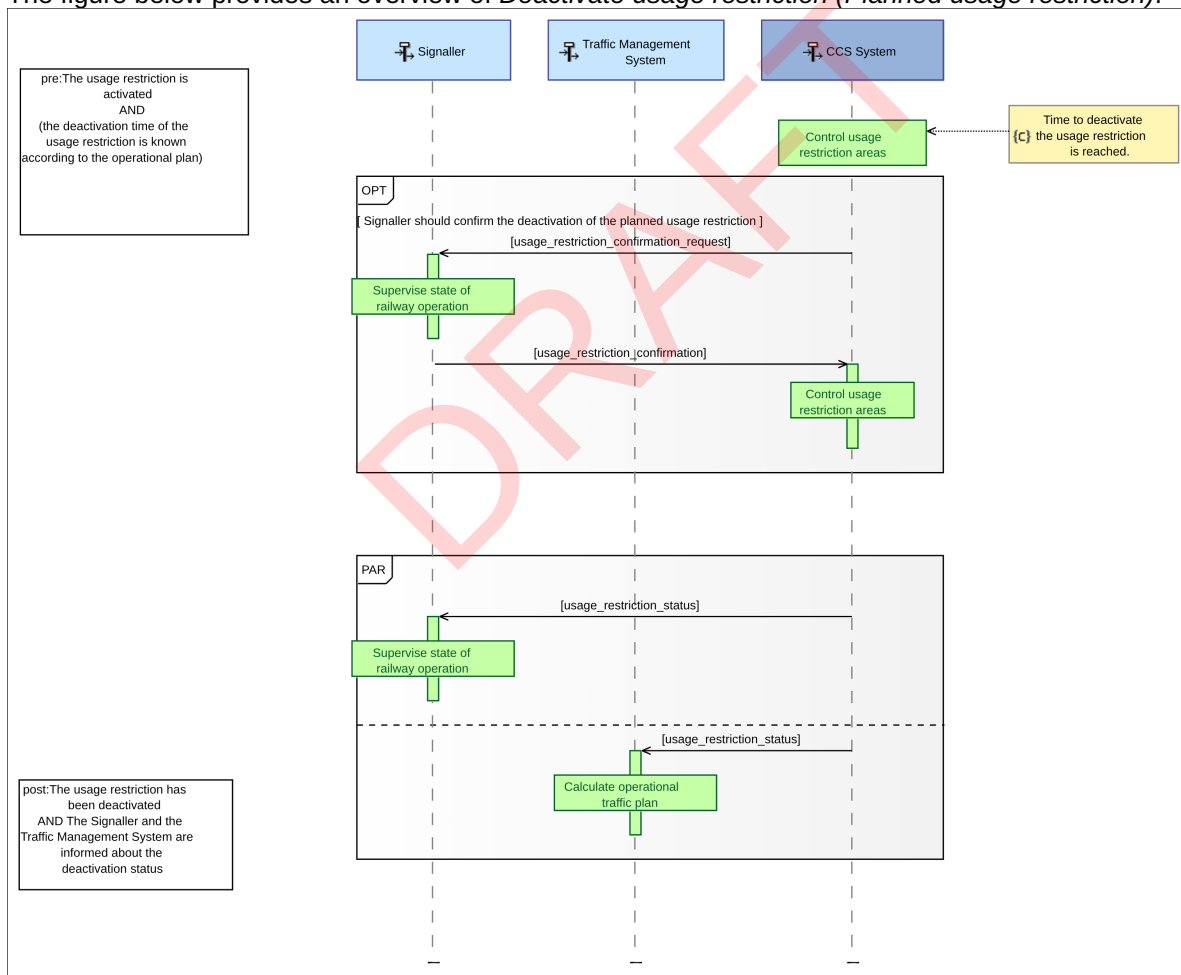 The figure below provides an overview of Deactivate usage restriction (Planned usage restriction).
Signaller
Traffic Management
System
CCS System
pre:The usage restriction is
activated
AND
(the deactivation time of the
usage restriction is known
according to the operational plan)
Control usage
restriction areas
{C}
Time to deactivate
the usage restriction
is reached.
OPT
[ Signaller should confirm the deactivation of the planned usage restriction ]
[usage_restriction_confirmation_request]
Supervise state of
railway operation
[usage_restriction_confirmation]
Control usage
restriction areas
PAR
[usage_restriction_status]
Supervise state of
railway operation
[usage_restriction_status]
Calculate operational
traffic plan
post:The usage restriction has
been deactivated
AND The Signaller and the
Traffic Management System are
informed about the
deactivation status
DRAFT